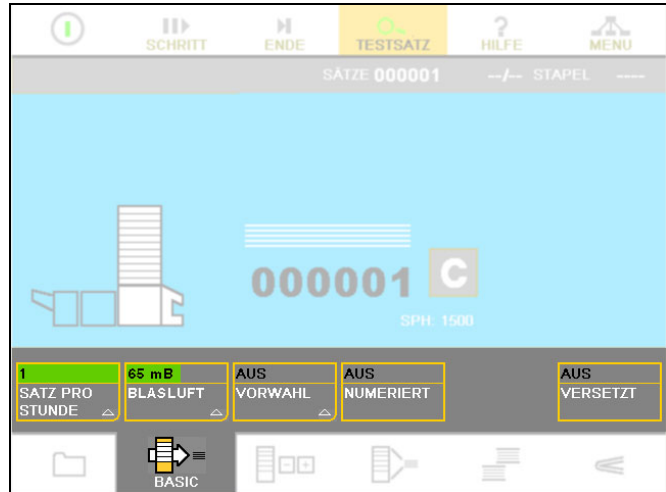 SCHRITT
ENDE
TESTSATZ
HILFE
MENU
SÄTZE 000001 --/-- STAPEL ----
000001 C
SPH: 1500
1
SATZ PRO
STUNDE
65 mB
BLASLUFT
AUS
VORWAHL
AUS
NUMERIERT
AUS
VERSETZT
BASIC